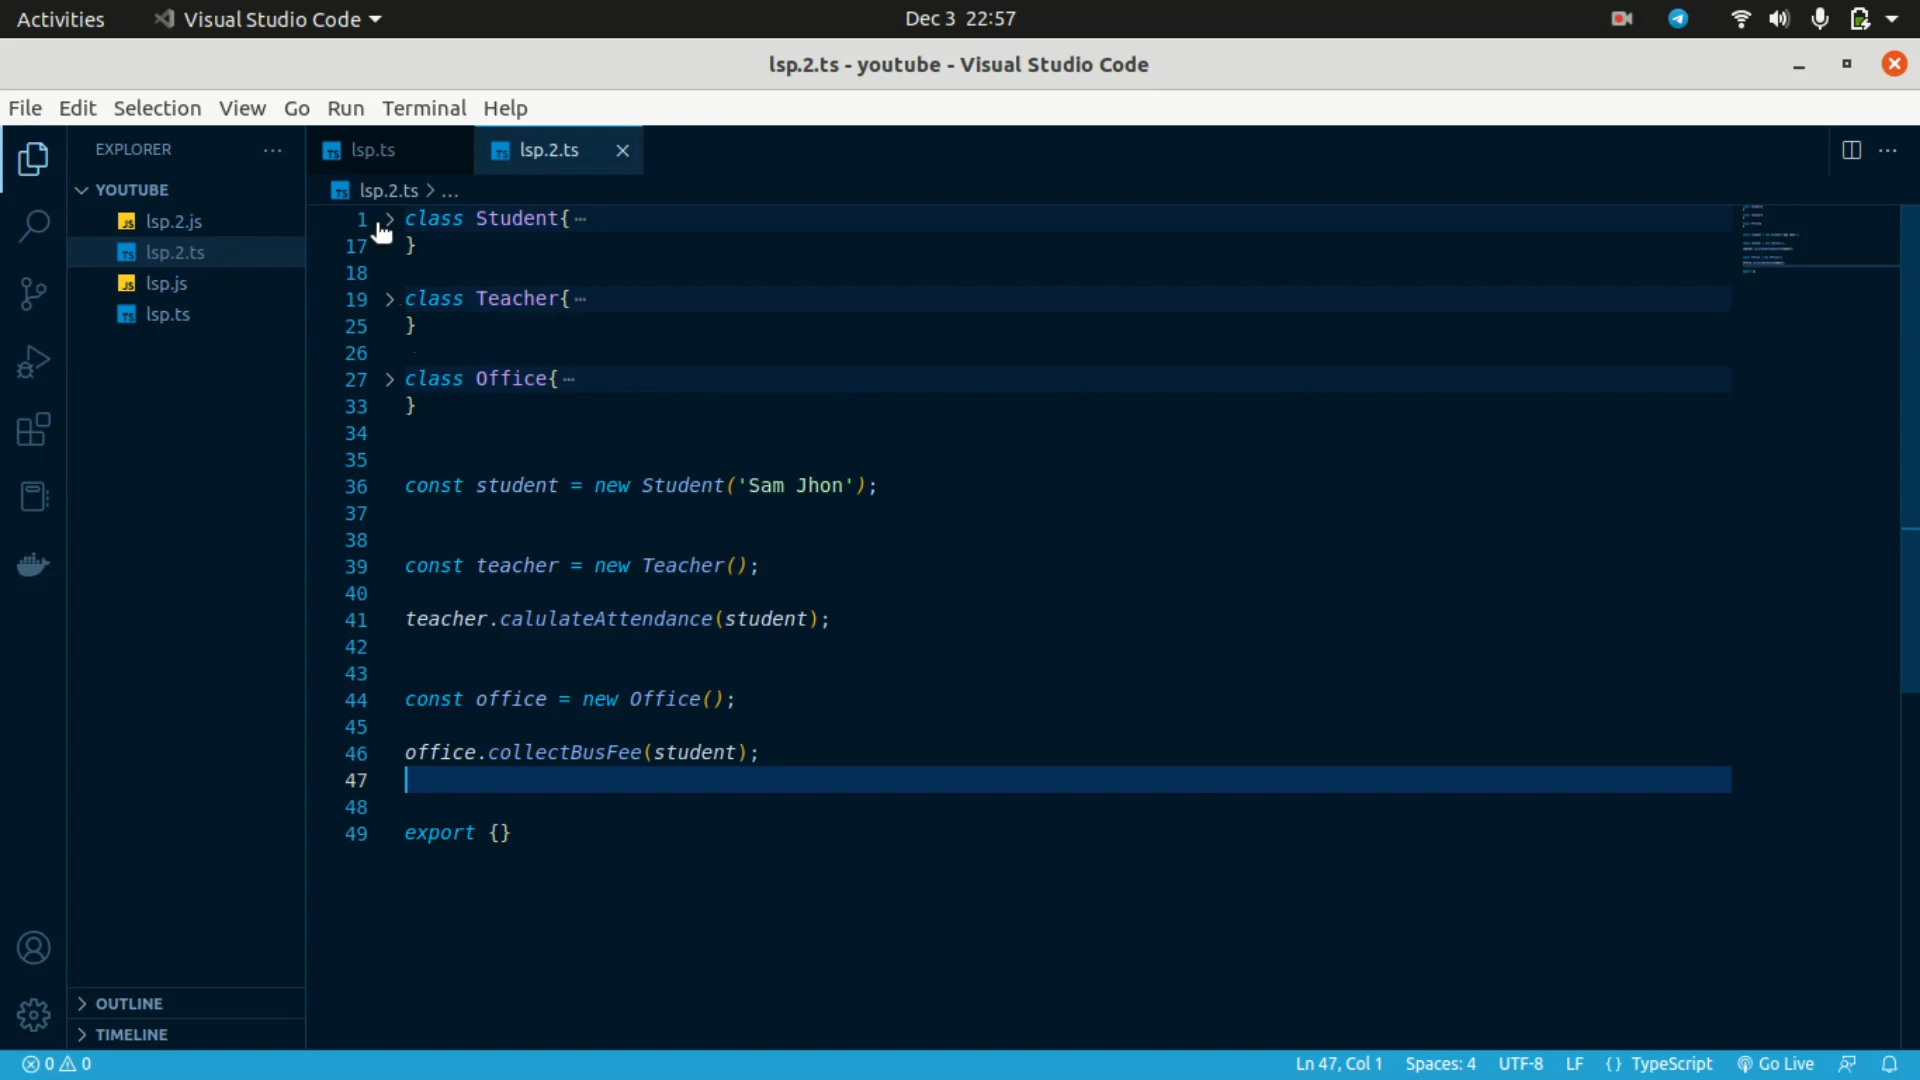 Activities Visual Studio Code Dec 3 22:57
lsp.2.ts - youtube - Visual Studio Code
File Edit Selection View Go Run Terminal Help
EXPLORER ··· lsp.ts lsp.2.ts
YOUTUBE lsp.2.ts > ...
lsp.2.js
lsp.2.ts
lsp.js
lsp.ts
1 class Student{ ···
17 }
18
19 class Teacher{ ···
25 }
26
27 class Office{ ···
33 }
34
35
36 const student = new Student('Sam Jhon');
37
38
39 const teacher = new Teacher();
40
41 teacher.calulateAttendance(student);
42
43
44 const office = new Office();
45
46 office.collectBusFee(student);
47
48
49 export {}
OUTLINE
TIMELINE
0 0 Ln 47, Col 1 Spaces: 4 UTF-8 LF {} TypeScript Go Live